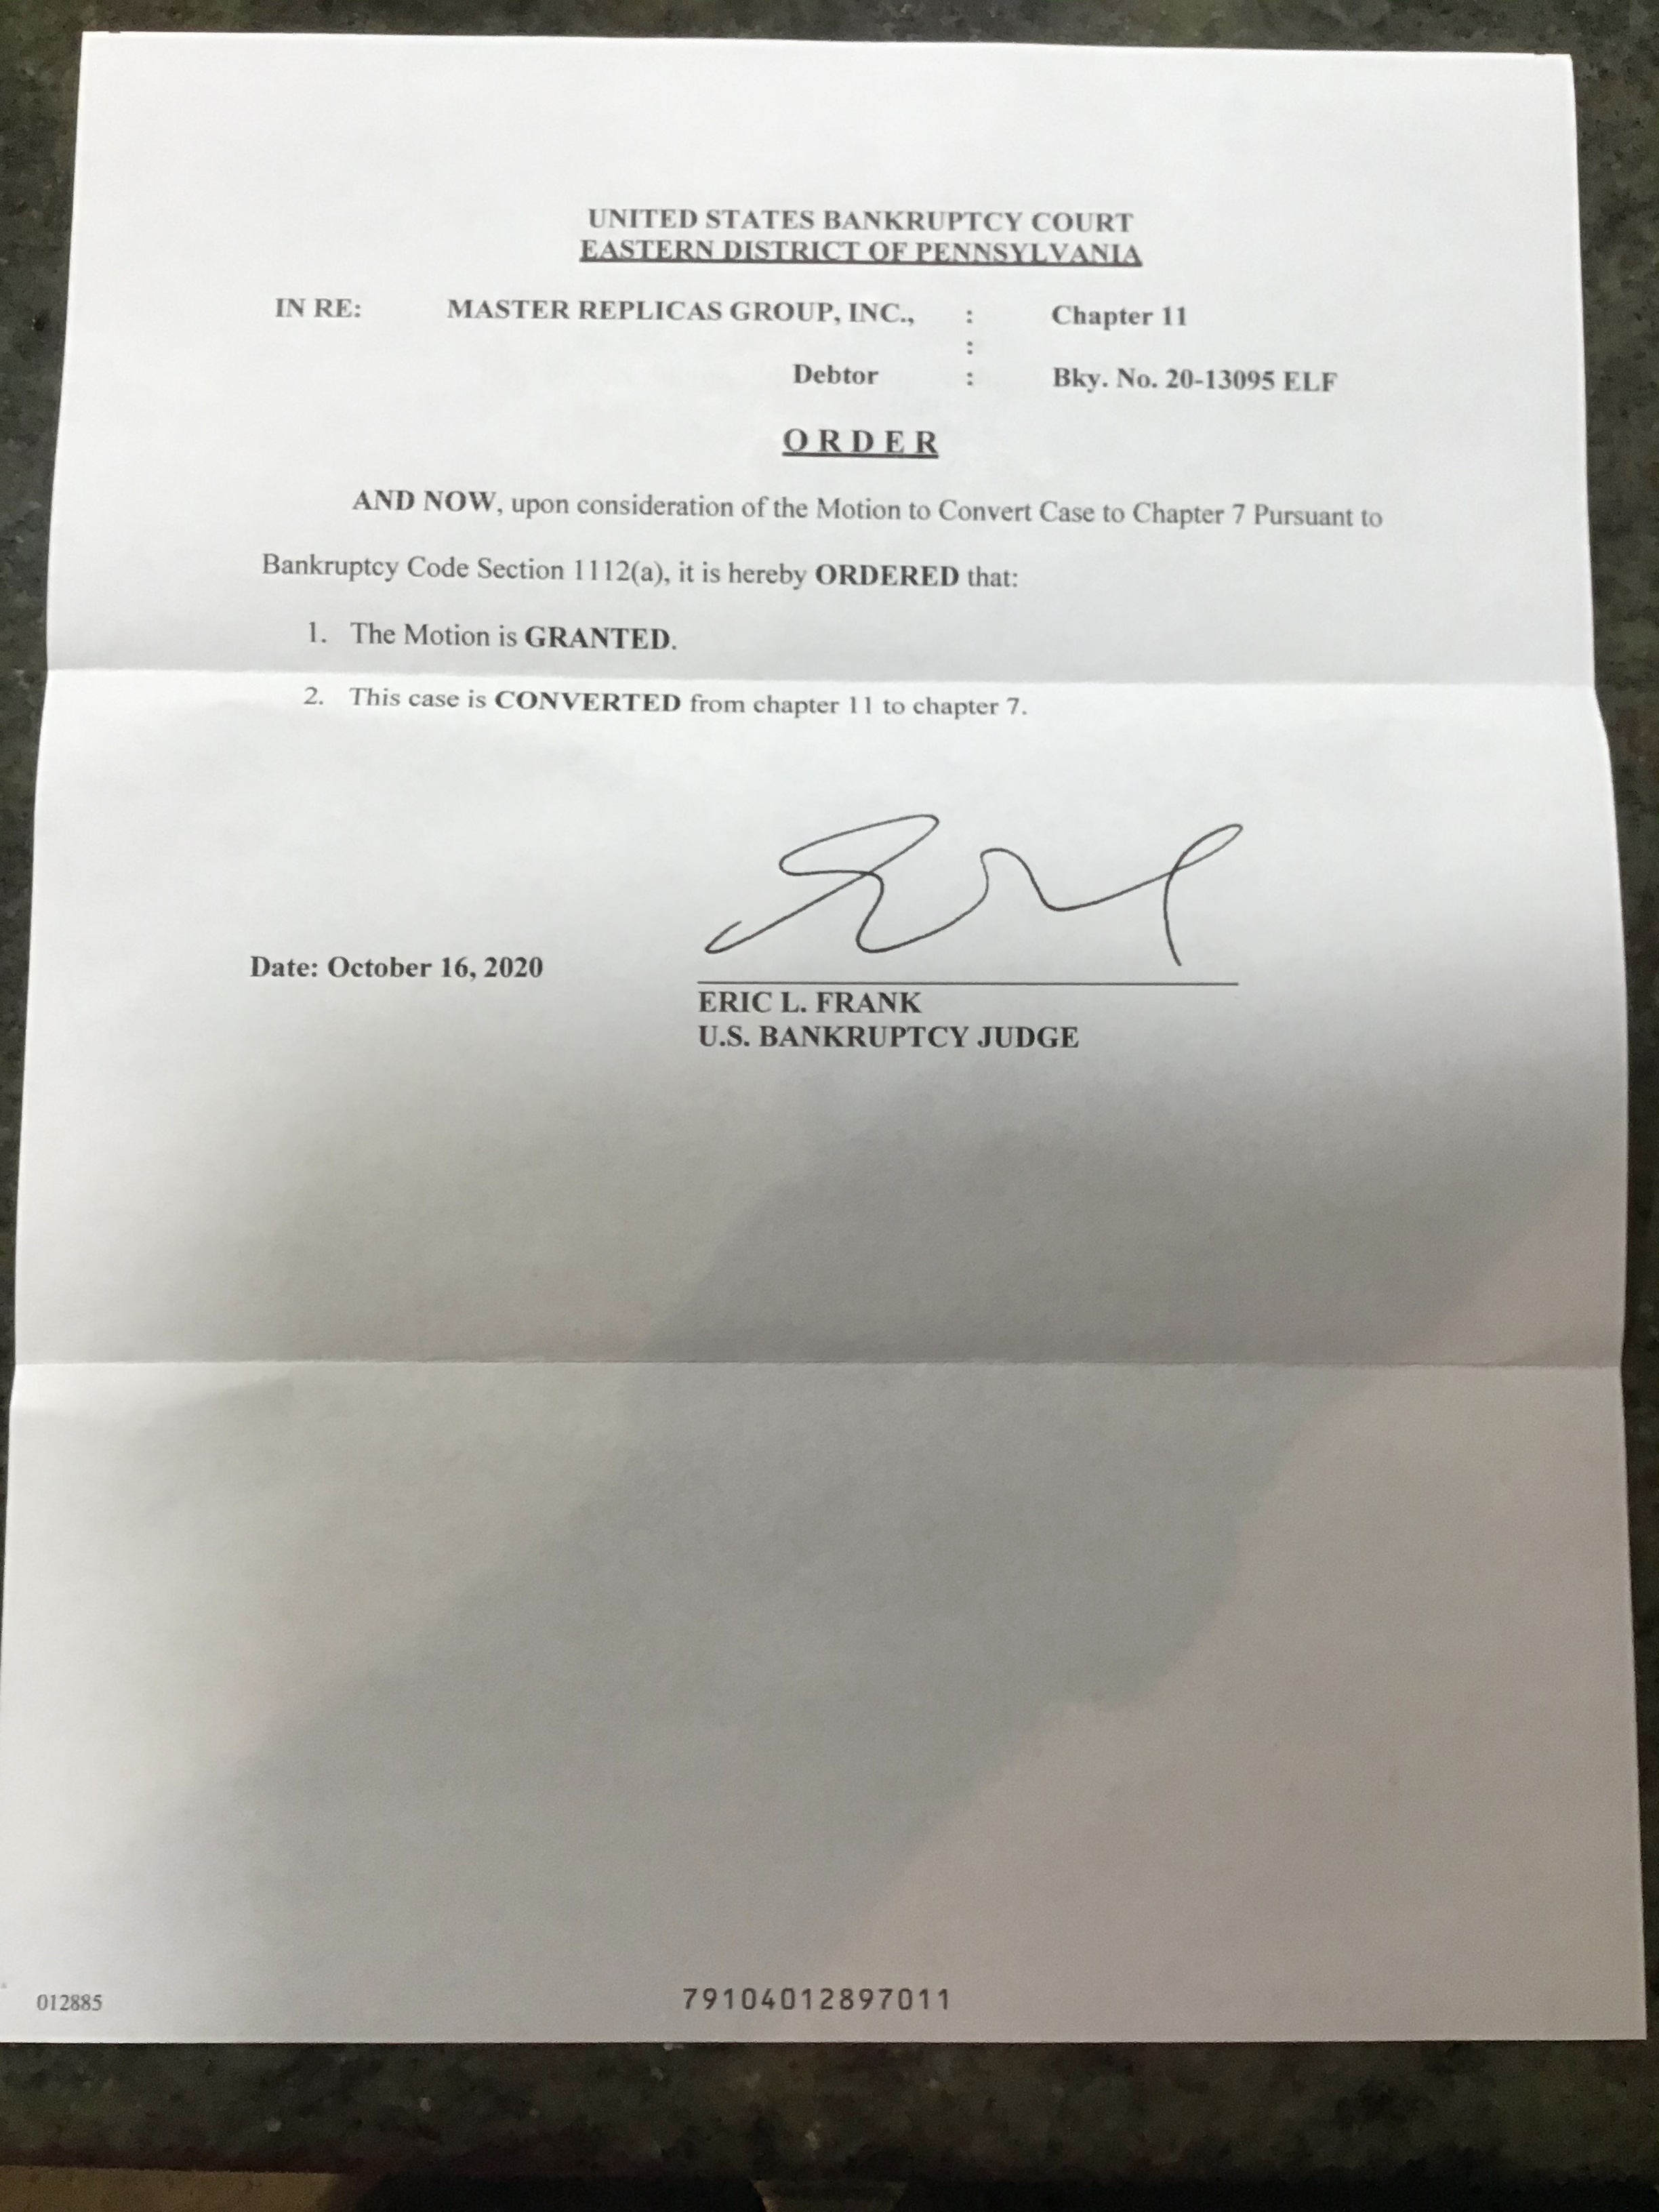 UNITED STATES BANKRUPTCY COURT
EASTERN DISTRICT OF PENNSYLVANIA
IN RE: MASTER REPLICAS GROUP, INC., : Chapter 11
:
Debtor : Bky. No. 20-13095 ELF
ORDER
AND NOW, upon consideration of the Motion to Convert Case to Chapter 7 Pursuant to
Bankruptcy Code Section 1112(a), it is hereby ORDERED that:
1. The Motion is GRANTED.
2. This case is CONVERTED from chapter 11 to chapter 7.
Date: October 16, 2020
ERIC L. FRANK
U.S. BANKRUPTCY JUDGE
012885 79104012897011